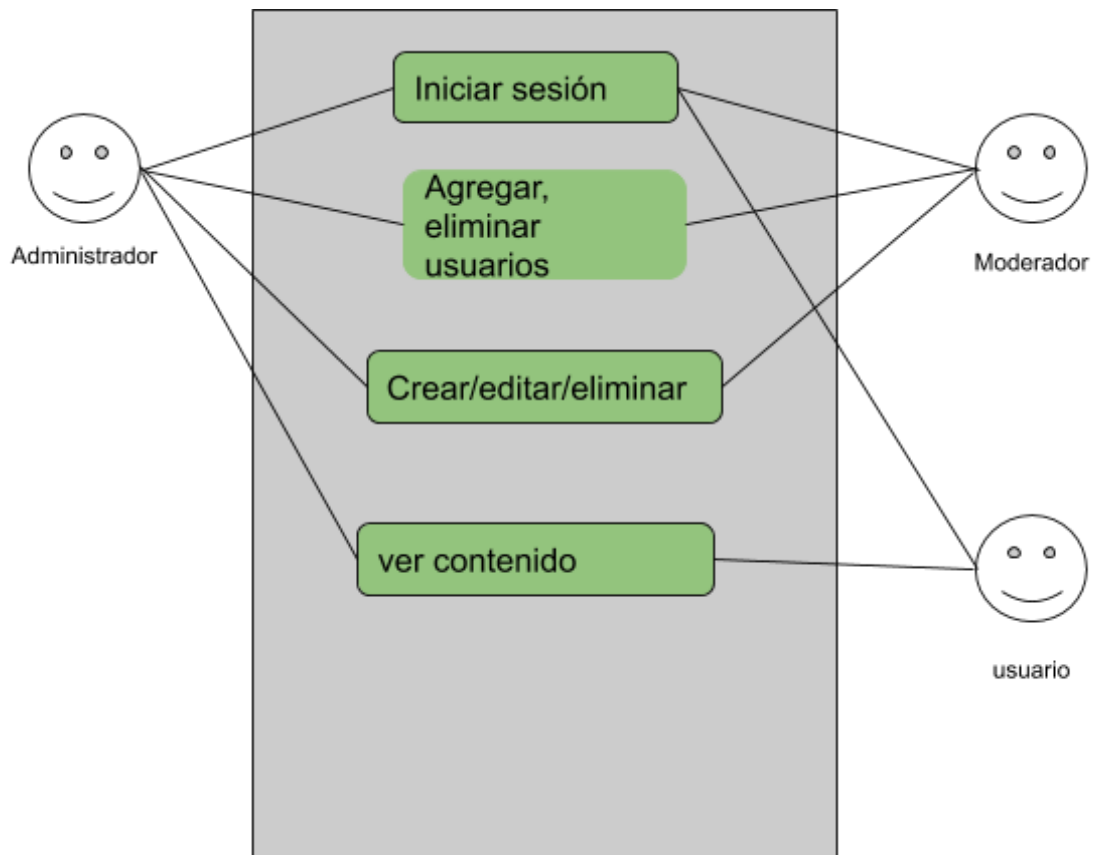 Iniciar sesión
Agregar,
eliminar
usuarios
Administrador
Moderador
Crear/editar/eliminar
ver contenido
usuario